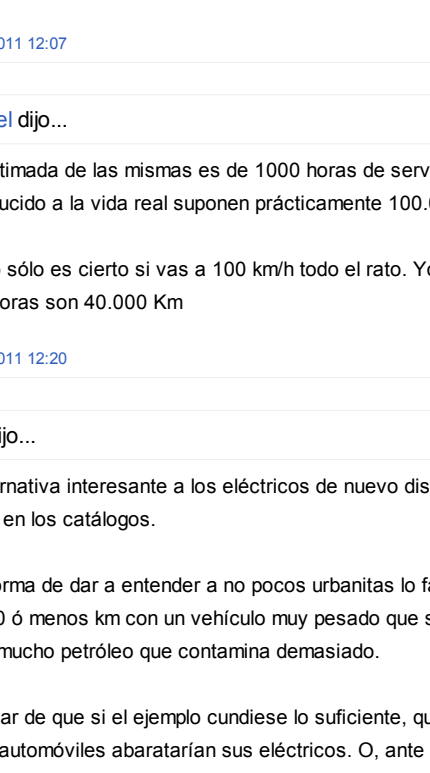 011 12:07
el dijo...
timada de las mismas es de 1000 horas de serv
ucido a la vida real suponen prácticamente 100.
sólo es cierto si vas a 100 km/h todo el rato. Yo
oras son 40.000 Km
011 12:20
ijo...
rnativa interesante a los eléctricos de nuevo dis
en los catálogos.
orma de dar a entender a no pocos urbanitas lo fa
0 ó menos km con un vehículo muy pesado que s
mucho petróleo que contamina demasiado.
ar de que si el ejemplo cundiese lo suficiente, qu
automóviles abaratarían sus eléctricos. O, ante